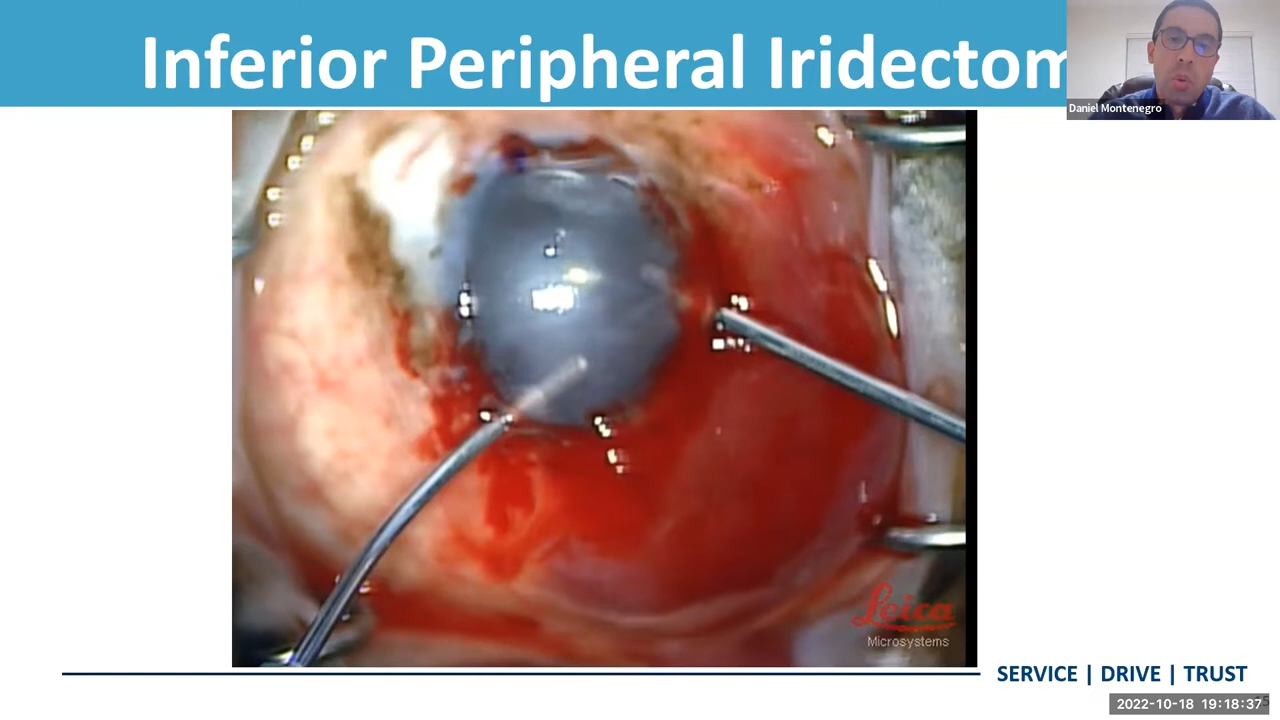 Inferior Peripheral Iridectom
Daniel Montenegro
Leica
Microsystems
SERVICE | DRIVE | TRUST
2022-10-18 19:18:37